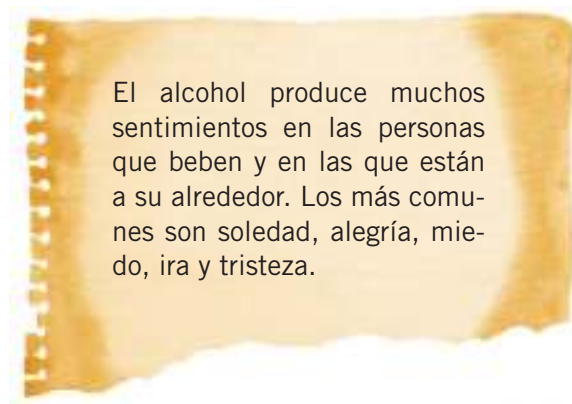 El alcohol produce muchos
sentimientos en las personas
que beben y en las que están
a su alrededor. Los más comu-
nes son soledad, alegría, mie-
do, ira y tristeza.